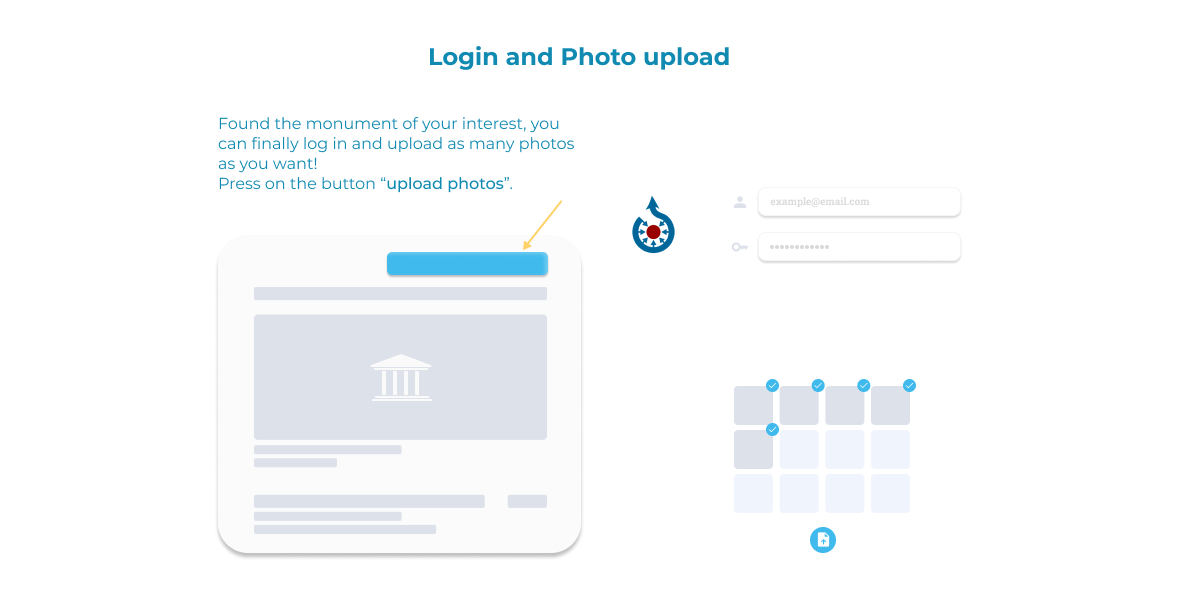 Login and Photo upload
Found the monument of your interest, you
can finally log in and upload as many photos
as you want!
Press on the button “upload photos”.
example@email.com